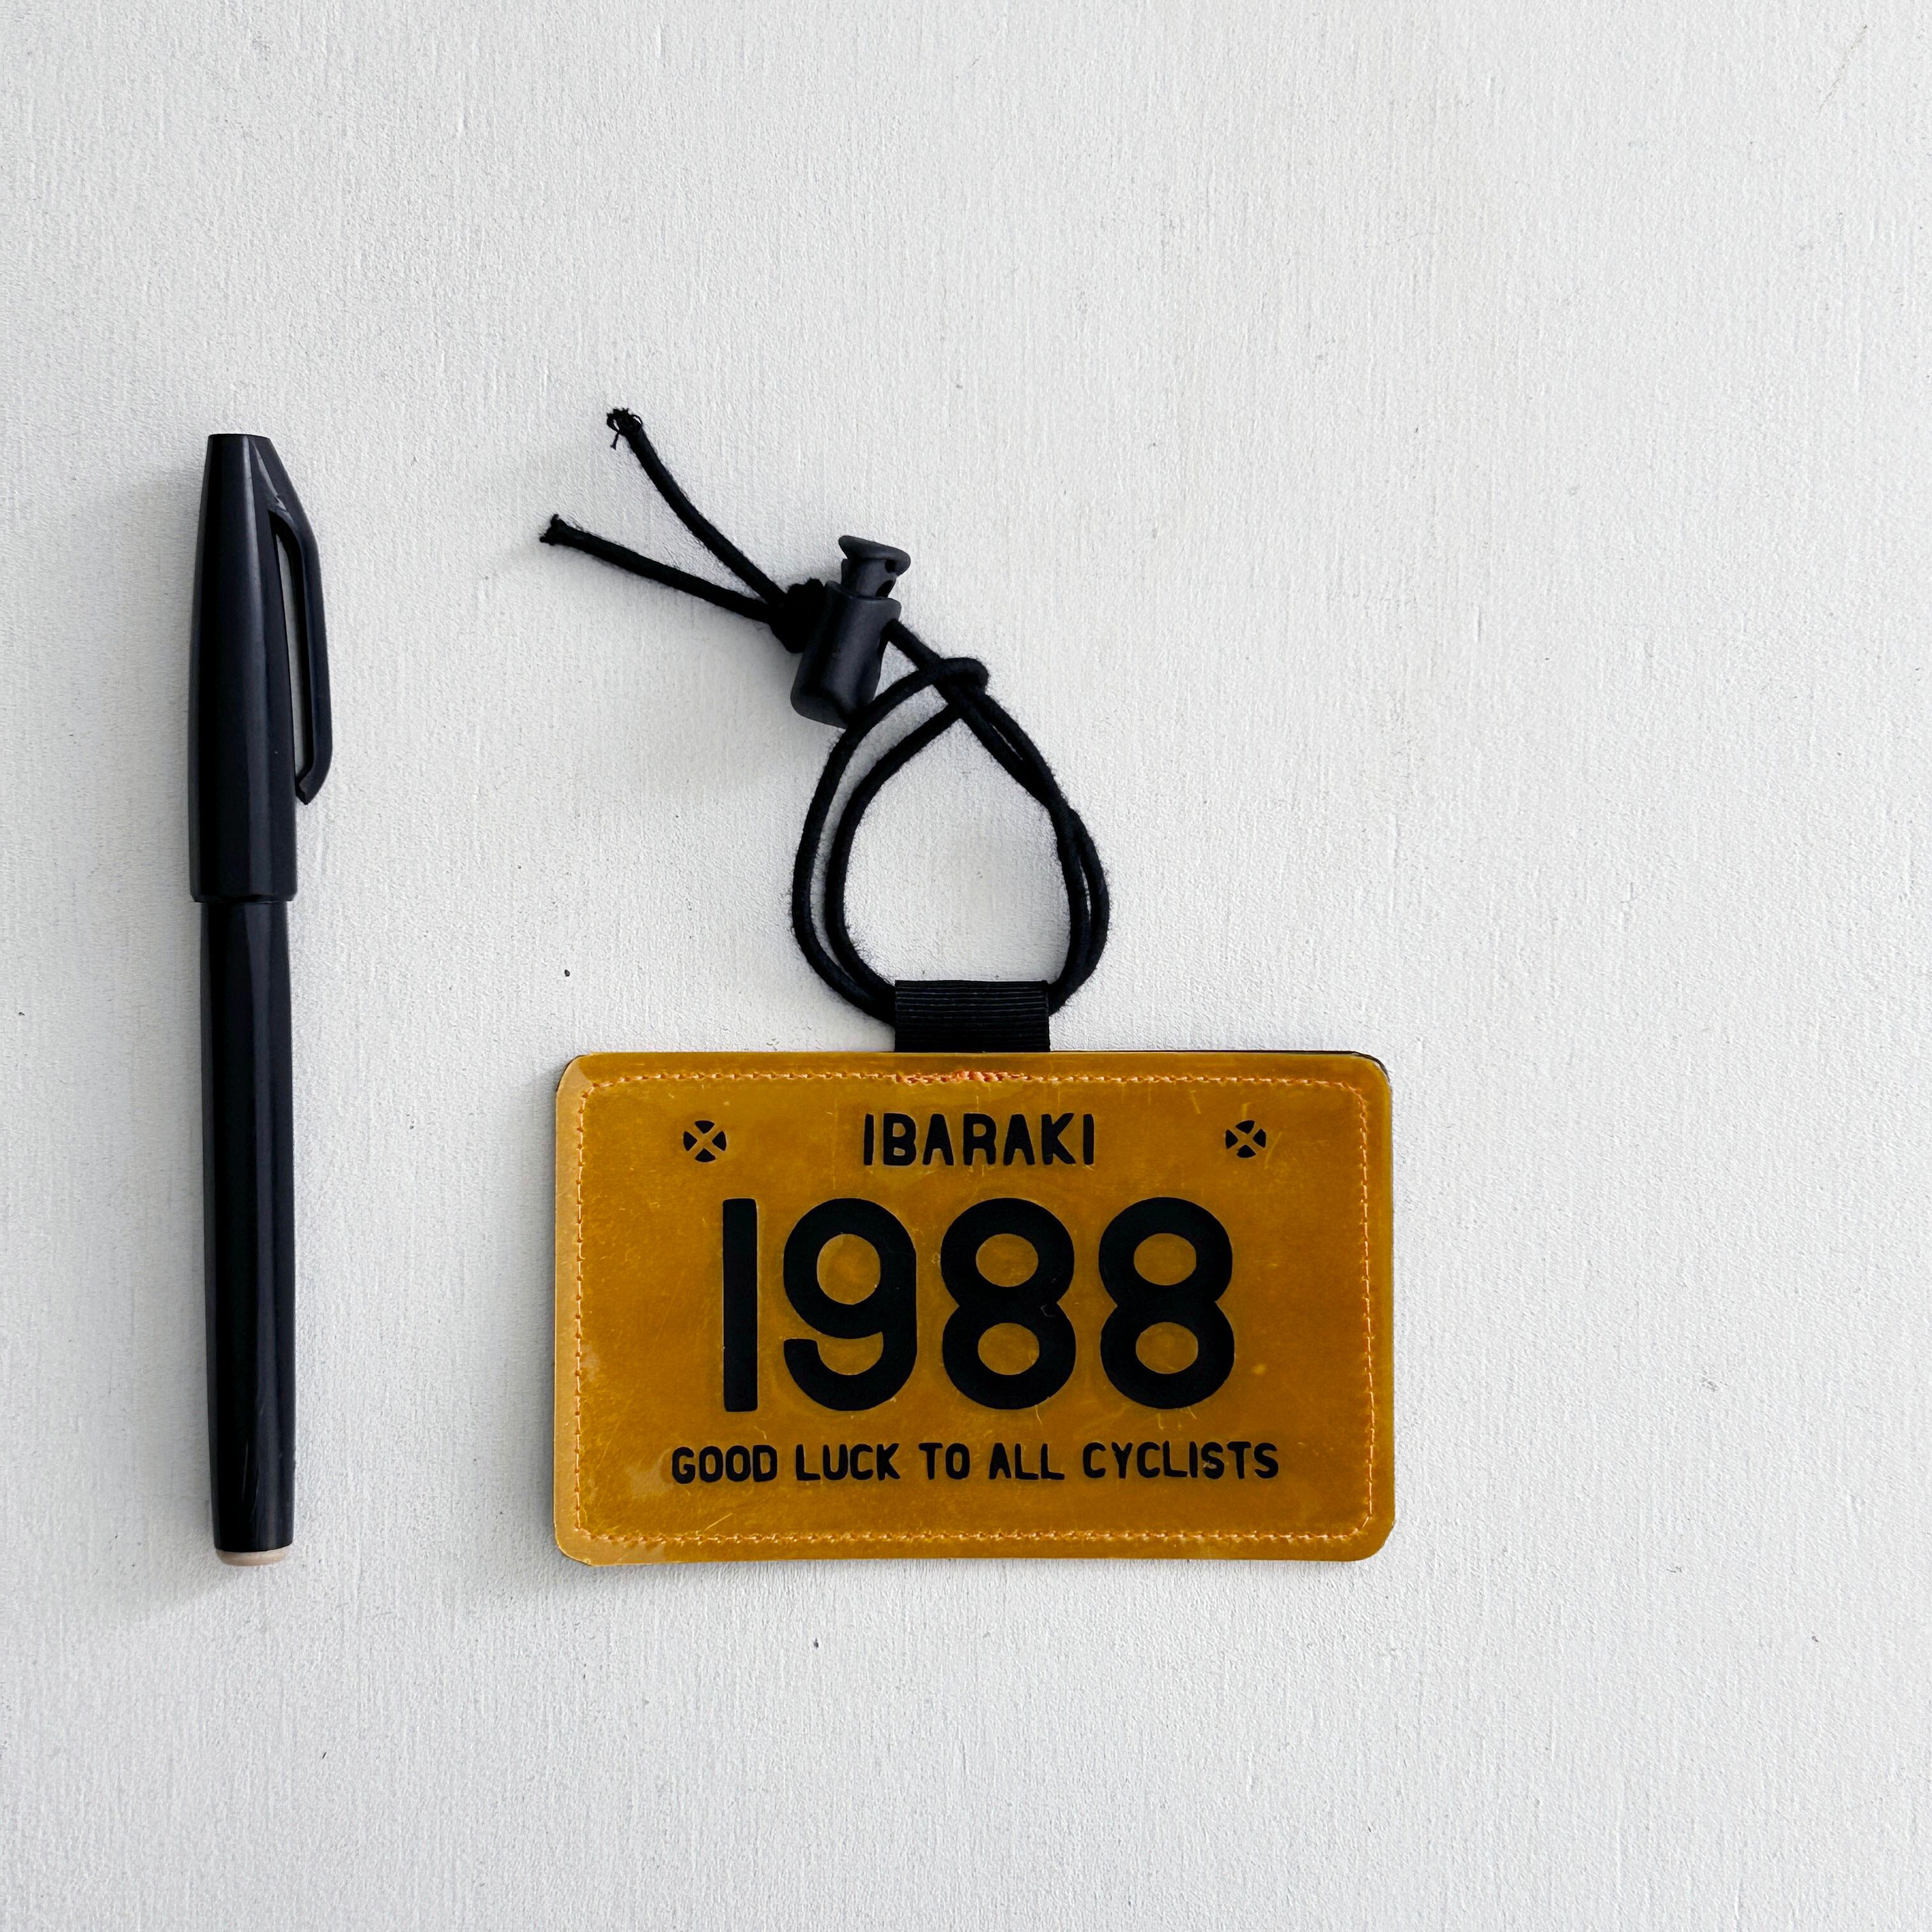 IBARAKI
1988
GOOD LUCK TO ALL CYCLISTS